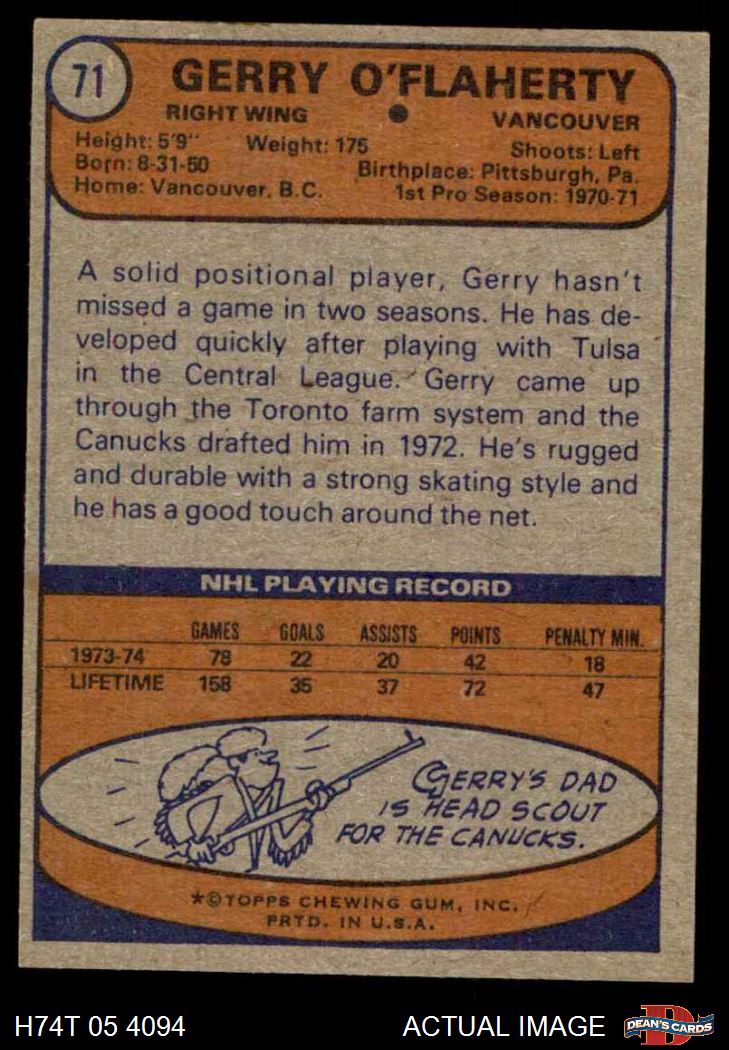 71
GERRY O'FLAHERTY
RIGHT WING ● VANCOUVER
Height: 5'9" Weight: 175 Shoots: Left
Born: 8-31-50 Birthplace: Pittsburgh, Pa.
Home: Vancouver, B.C. 1st Pro Season: 1970-71
A solid positional player, Gerry hasn't
missed a game in two seasons. He has de-
veloped quickly after playing with Tulsa
in the Central League. Gerry came up
through the Toronto farm system and the
Canucks drafted him in 1972. He's rugged
and durable with a strong skating style and
he has a good touch around the net.
NHL PLAYING RECORD
GAMES GOALS ASSISTS POINTS PENALTY MIN.
1973-74 78 22 20 42 18
LIFETIME 158 35 37 72 47
GERRY'S DAD
IS HEAD SCOUT
FOR THE CANUCKS.
*©TOPPS CHEWING GUM, INC.
PRTD. IN U.S.A.
H74T 05 4094 ACTUAL IMAGE DEAN'S CARDS